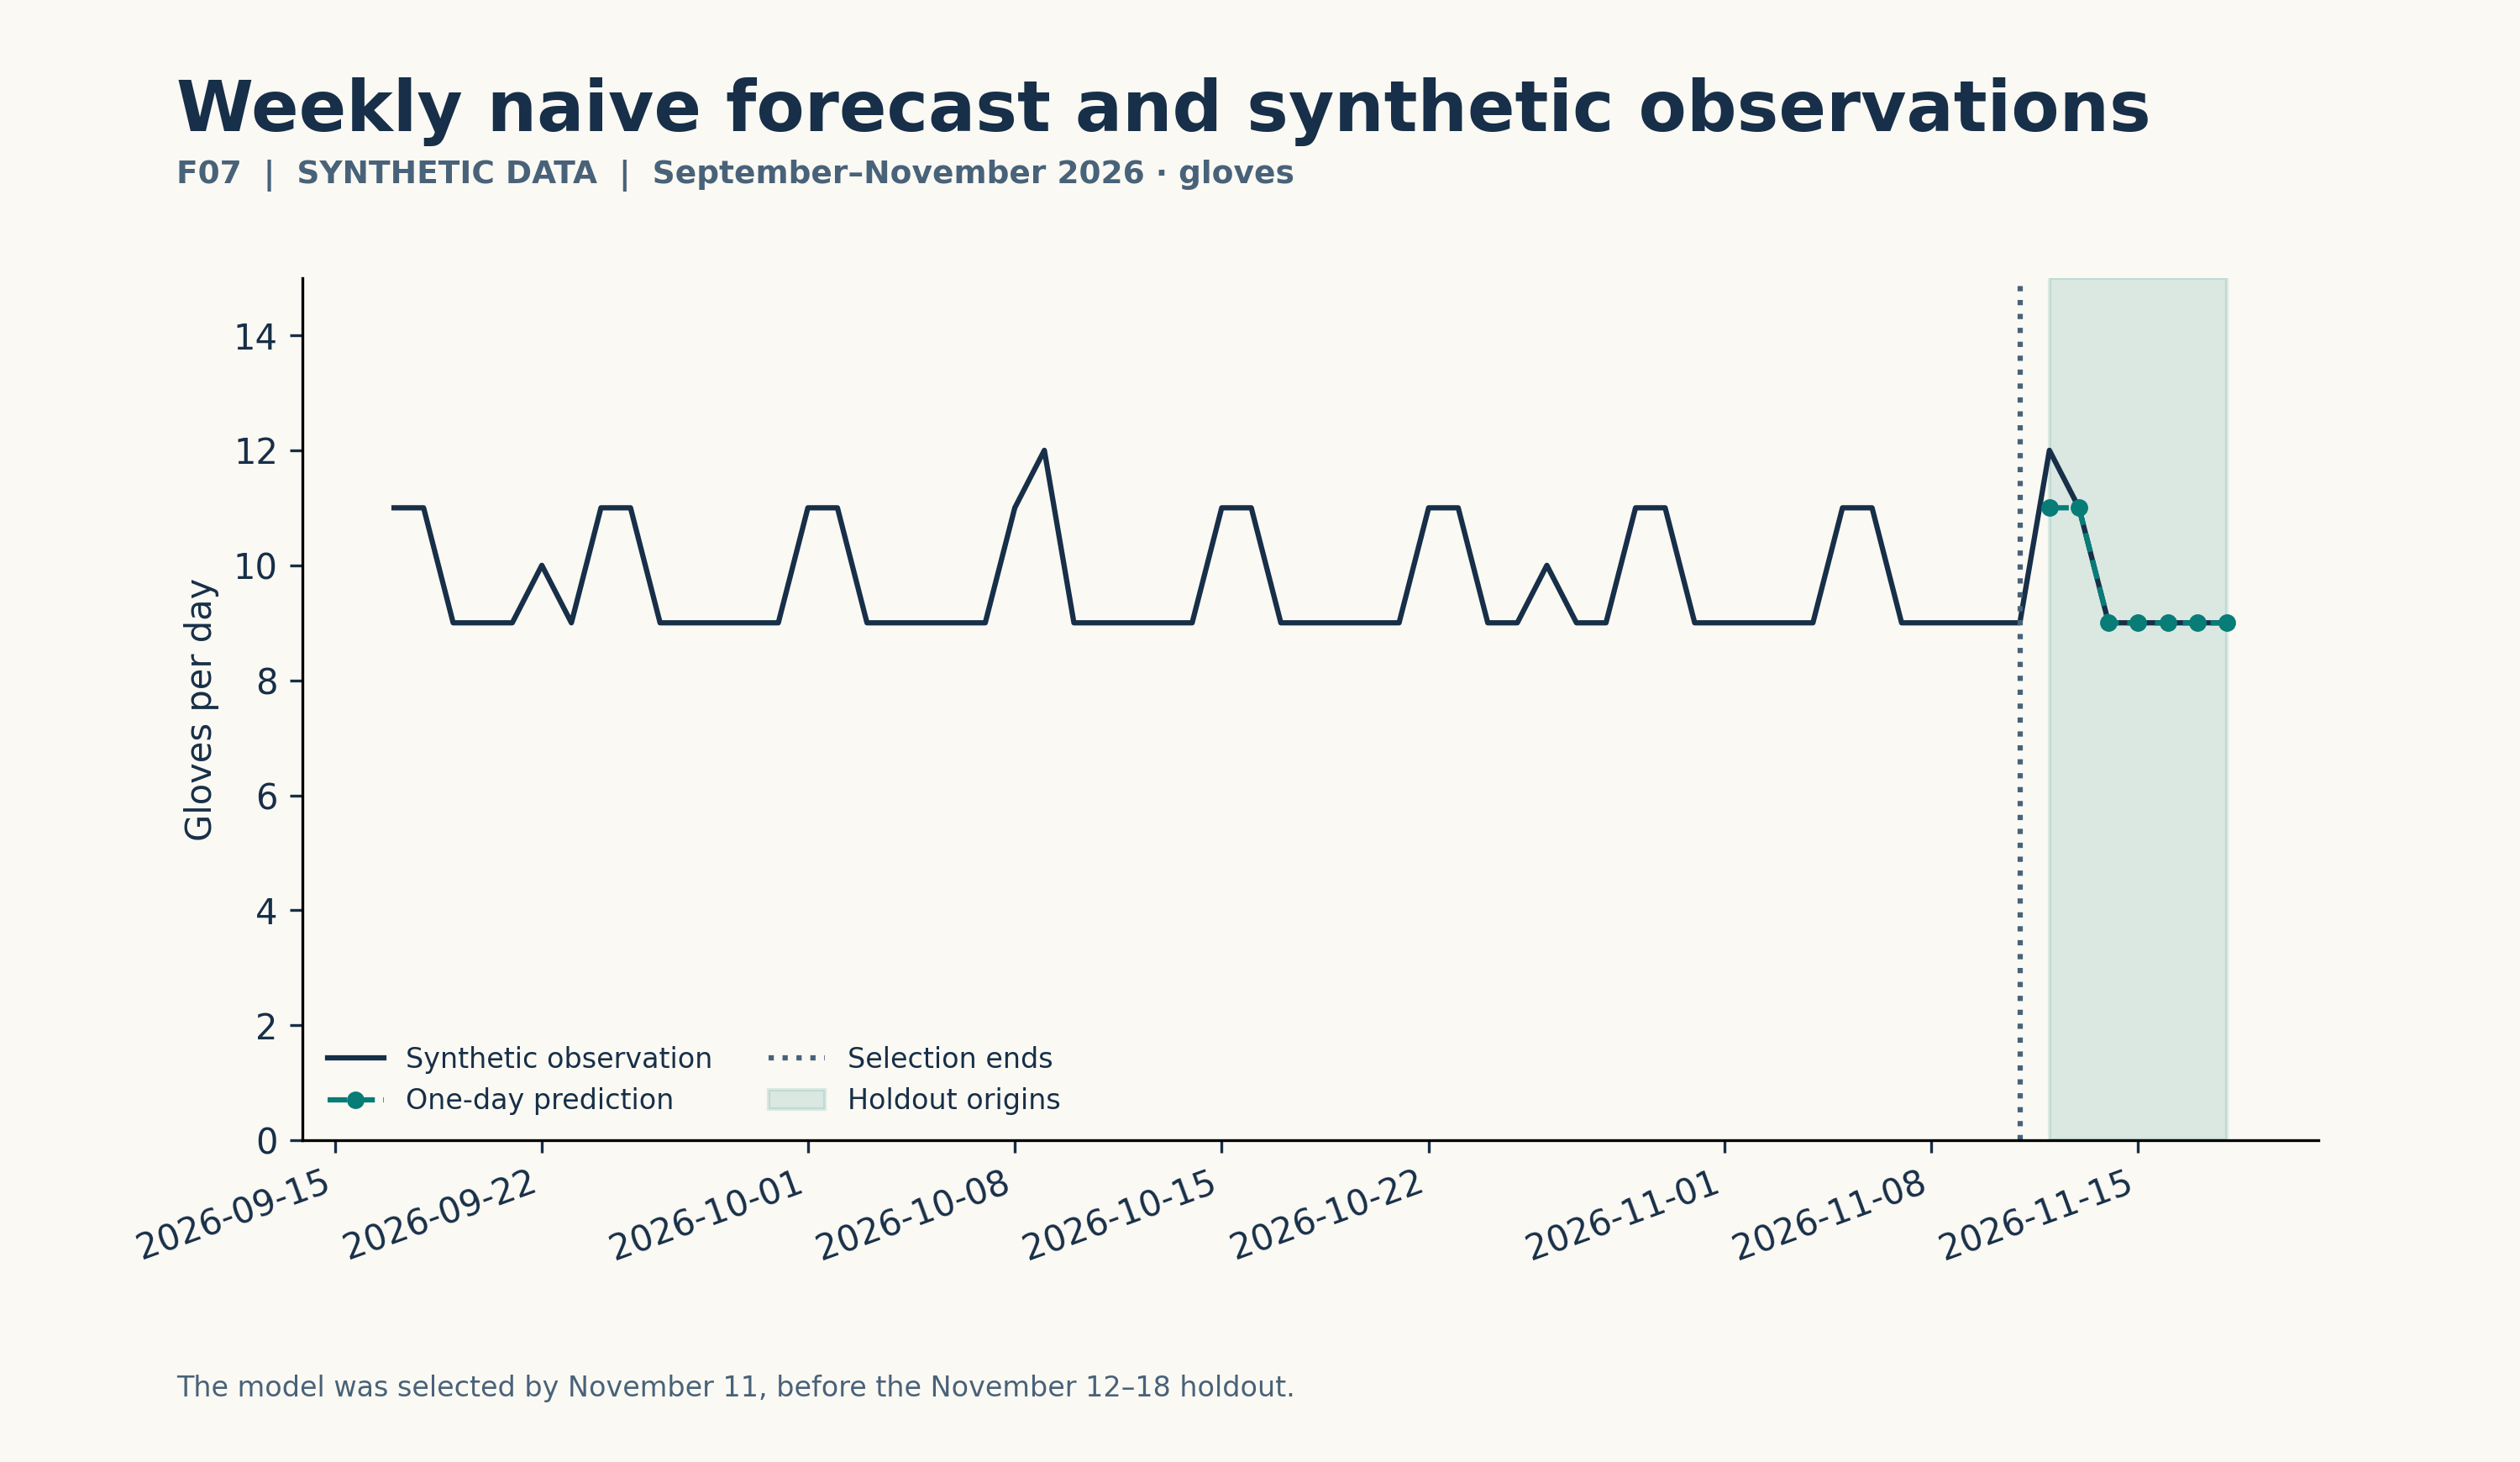 Weekly naive forecast and synthetic observations
F07 | SYNTHETIC DATA | September–November 2026 · gloves
Gloves per day
14
12
10
8
6
4
2
0
Synthetic observation
One-day prediction
Selection ends
Holdout origins
2026-09-15
2026-09-22
2026-10-01
2026-10-08
2026-10-15
2026-10-22
2026-11-01
2026-11-08
2026-11-15
The model was selected by November 11, before the November 12–18 holdout.